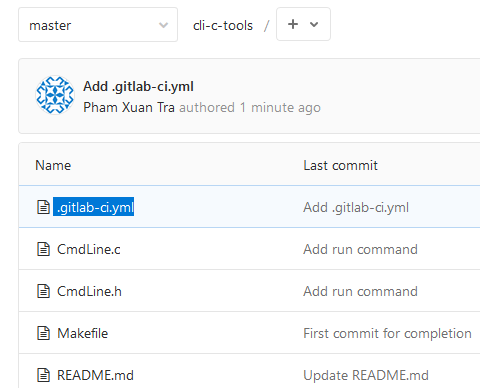 master cli-c-tools / +
Add .gitlab-ci.yml
Pham Xuan Tra authored 1 minute ago
Name Last commit
.gitlab-ci.yml Add .gitlab-ci.yml
CmdLine.c Add run command
CmdLine.h Add run command
Makefile First commit for completion
README.md Update README.md